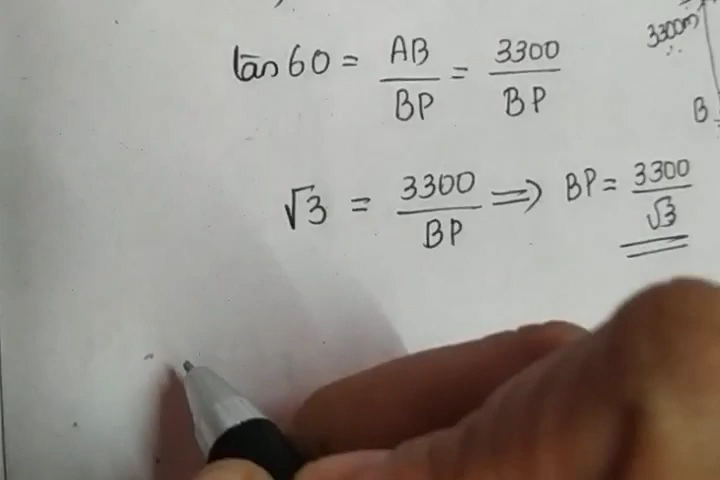 tan 60 = AB/BP = 3300/BP
3300m
B
√3 = 3300/BP ⟹ BP = 3300/√3